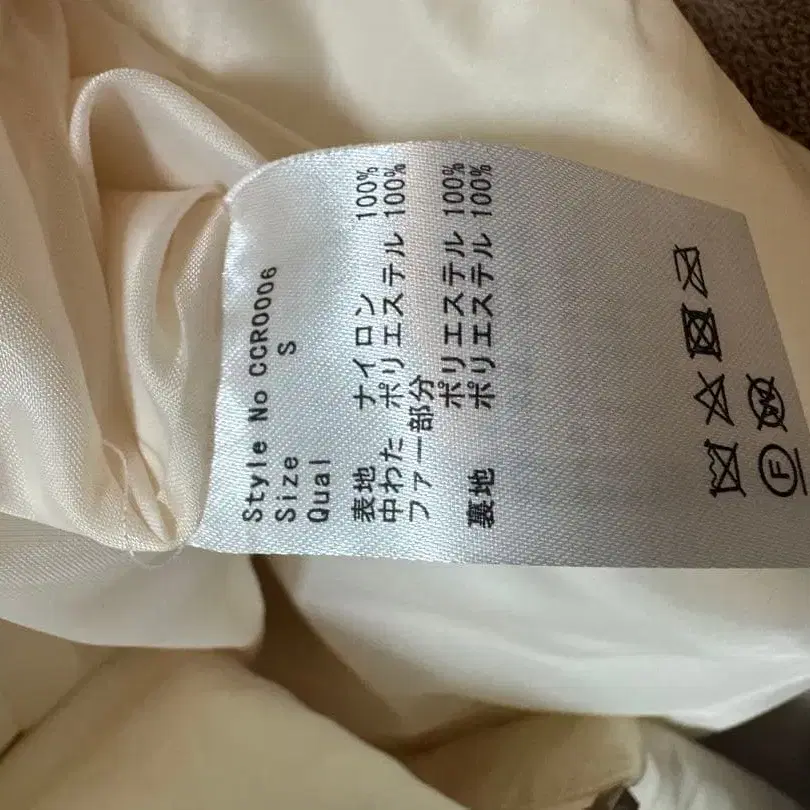 Style No CCR0006
Size S
Qual
表地 ナイロン 100%
中わた ポリエステル 100%
ファー部分
ポリエステル 100%
裏地 ポリエステル 100%
F
W